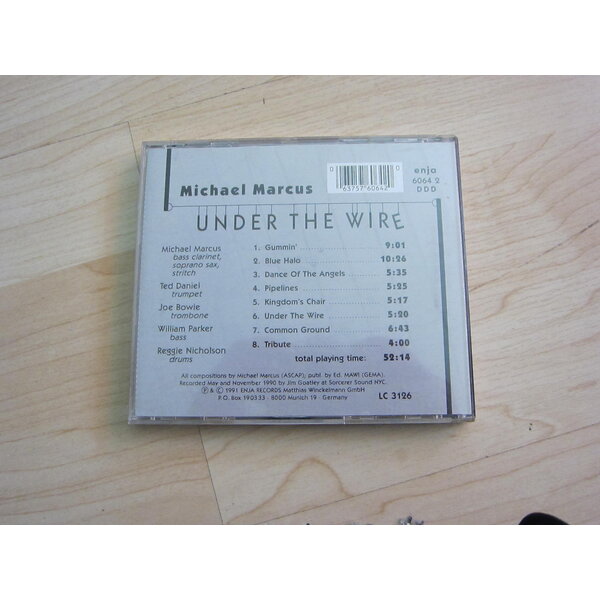 Michael Marcus
0 63757 60642 0
enja
6064 2
DDD
UNDER THE WIRE
Michael Marcus
bass clarinet,
soprano sax,
stritch
Ted Daniel
trumpet
Joe Bowie
trombone
William Parker
bass
Reggie Nicholson
drums
1. Gummin' 9:01
2. Blue Halo 10:26
3. Dance Of The Angels 5:35
4. Pipelines 5:25
5. Kingdom's Chair 5:17
6. Under The Wire 5:20
7. Common Ground 6:43
8. Tribute 4:00
total playing time: 52:14
All compositions by Michael Marcus (ASCAP); publ. by Ed. MAWI (GEMA).
Recorded May and November 1990 by Jim Goatley at Sorcerer Sound NYC.
℗ & © 1991 ENJA RECORDS Matthias Winckelmann GmbH
P.O. Box 190333 - 8000 Munich 19 - Germany
LC 3126